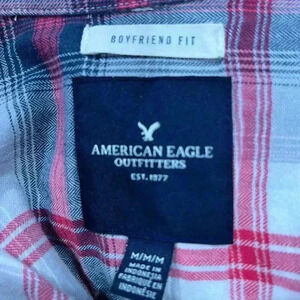 BOYFRIEND FIT
AMERICAN EAGLE
OUTFITTERS
EST. 1977
M/M/M
MADE IN
INDONESIA
FABRIQUÉ EN
INDONÉSIE